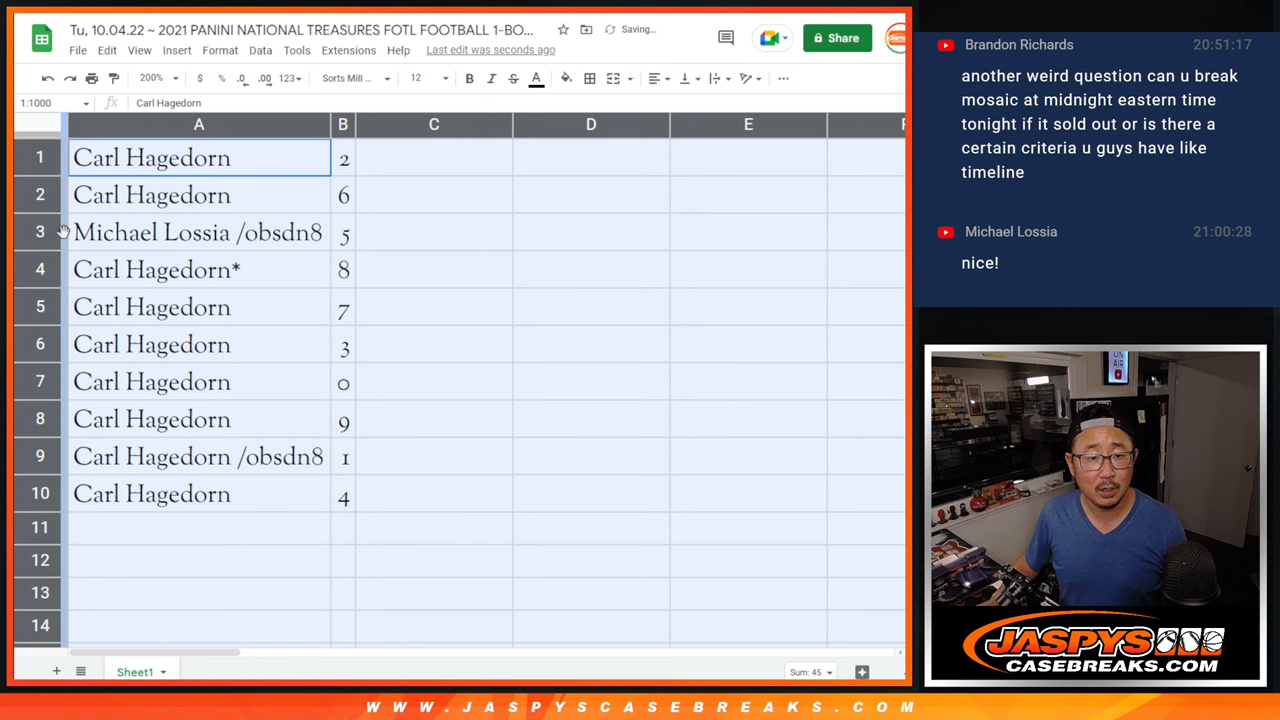 Tu, 10.04.22 ~ 2021 PANINI NATIONAL TREASURES FOTL FOOTBALL 1-BO...
Saving...
File Edit View Insert Format Data Tools Extensions Help Last edit was seconds ago
Share
200% $ % .0 .00 123 Sorts Mill ... 12 B I S A
1:1000 fx Carl Hagedorn
A B C D E
1 Carl Hagedorn 2
2 Carl Hagedorn 6
3 Michael Lossia /obsdn8 5
4 Carl Hagedorn* 8
5 Carl Hagedorn 7
6 Carl Hagedorn 3
7 Carl Hagedorn 0
8 Carl Hagedorn 9
9 Carl Hagedorn /obsdn8 1
10 Carl Hagedorn 4
11
12
13
14
Sheet1
Sum: 45
Brandon Richards 20:51:17
another weird question can u break
mosaic at midnight eastern time
tonight if it sold out or is there a
certain criteria u guys have like
timeline
Michael Lossia 21:00:28
nice!
ON
AIR
JASPYS
CASEBREAKS.COM
WWW.JASPYSCASEBREAKS.COM